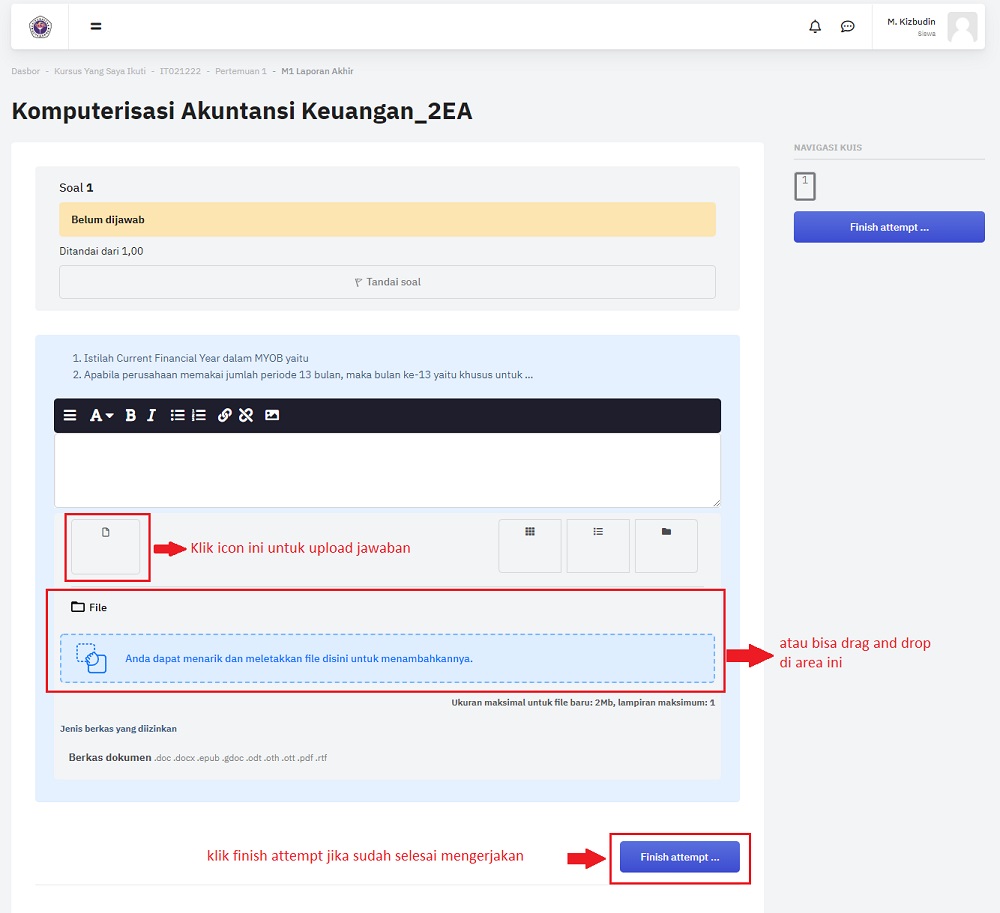 M. Kizbudin
Siswa
Dasbor - Kursus Yang Saya Ikuti - IT021222 - Pertemuan 1 - M1 Laporan Akhir
Komputerisasi Akuntansi Keuangan_2EA
NAVIGASI KUIS
1
Finish attempt ...
Soal 1
Belum dijawab
Ditandai dari 1,00
Tandai soal
1. Istilah Current Financial Year dalam MYOB yaitu
2. Apabila perusahaan memakai jumlah periode 13 bulan, maka bulan ke-13 yaitu khusus untuk ...
A B I
Klik icon ini untuk upload jawaban
File
Anda dapat menarik dan meletakkan file disini untuk menambahkannya.
atau bisa drag and drop
di area ini
Ukuran maksimal untuk file baru: 2Mb, lampiran maksimum: 1
Jenis berkas yang diizinkan
Berkas dokumen .doc .docx .epub .gdoc .odt .oth .ott .pdf .rtf
klik finish attempt jika sudah selesai mengerjakan
Finish attempt ...